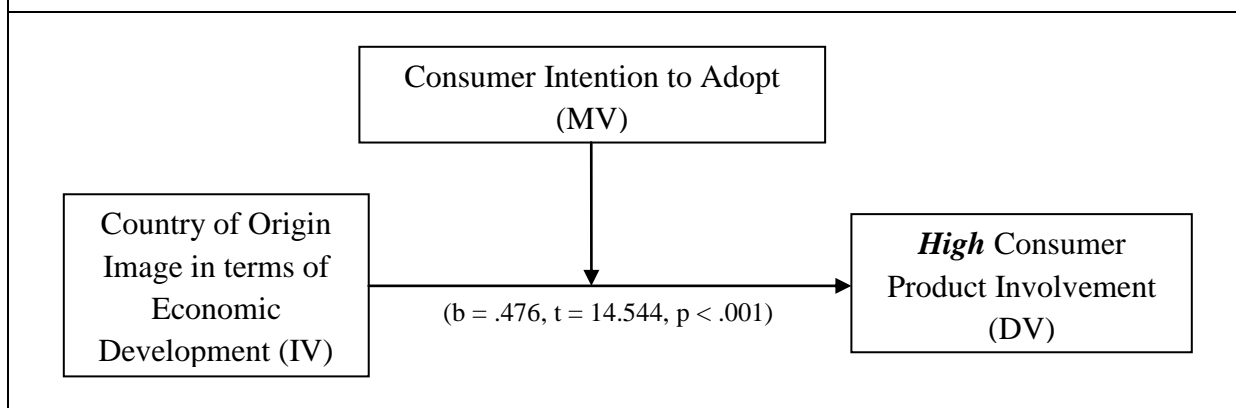 Consumer Intention to Adopt
(MV)
Country of Origin
Image in terms of
Economic
Development (IV)
(b = .476, t = 14.544, p < .001)
High Consumer
Product Involvement
(DV)